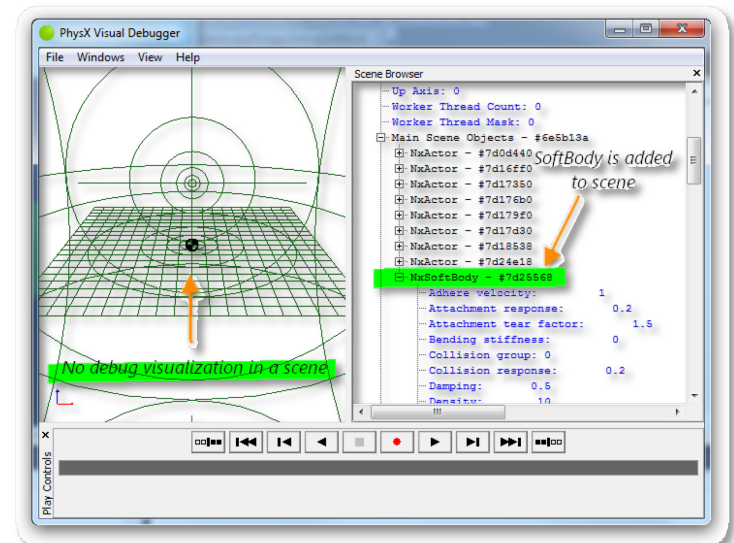 PhysX Visual Debugger
File Windows View Help
Scene Browser
Up Axis: 0
Worker Thread Count: 0
Worker Thread Mask: 0
Main Scene Objects - #6e5b13a
NxActor - #7d0d440
NxActor - #7d16ff0
NxActor - #7d17350
NxActor - #7d176b0
NxActor - #7d179f0
NxActor - #7d17d30
NxActor - #7d18538
NxActor - #7d24e18
NxSoftBody - #7d25568
Adhere velocity: 1
Attachment response: 0.2
Attachment tear factor: 1.5
Bending stiffness: 0
Collision group: 0
Collision response: 0.2
Damping: 0.5
Density: 10
SoftBody is added
to scene
No debug visualization in a scene
Play Controls